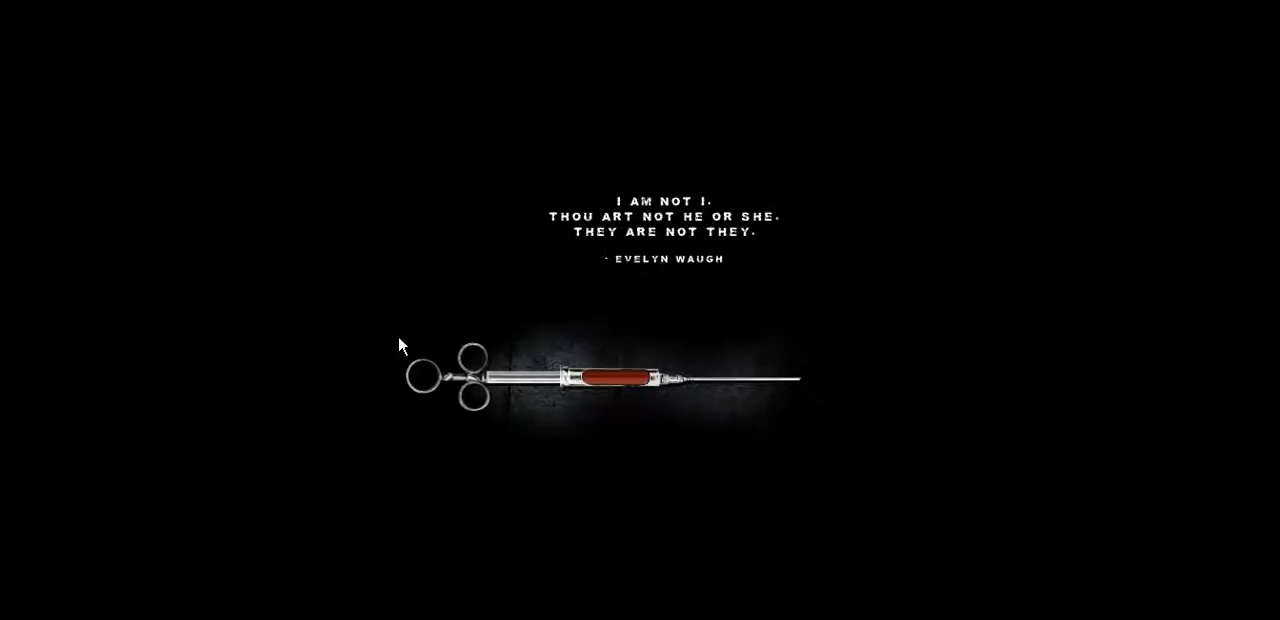 I AM NOT I.
THOU ART NOT HE OR SHE.
THEY ARE NOT THEY.
- EVELYN WAUGH